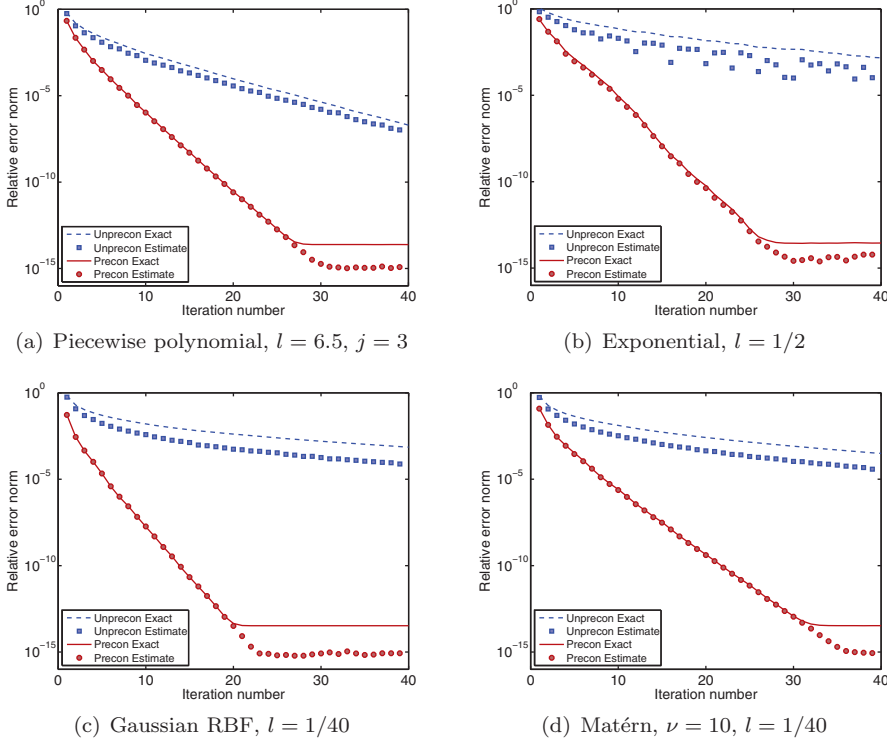 10^0
10^-5
10^-10
10^-15
Relative error norm
Unprecon Exact
Unprecon Estimate
Precon Exact
Precon Estimate
0 10 20 30 40
Iteration number
(a) Piecewise polynomial, l = 6.5, j = 3
10^0
10^-5
10^-10
10^-15
Relative error norm
Unprecon Exact
Unprecon Estimate
Precon Exact
Precon Estimate
0 10 20 30 40
Iteration number
(b) Exponential, l = 1/2
10^0
10^-5
10^-10
10^-15
Relative error norm
Unprecon Exact
Unprecon Estimate
Precon Exact
Precon Estimate
0 10 20 30 40
Iteration number
(c) Gaussian RBF, l = 1/40
10^0
10^-5
10^-10
10^-15
Relative error norm
Unprecon Exact
Unprecon Estimate
Precon Exact
Precon Estimate
0 10 20 30 40
Iteration number
(d) Matérn, ν = 10, l = 1/40